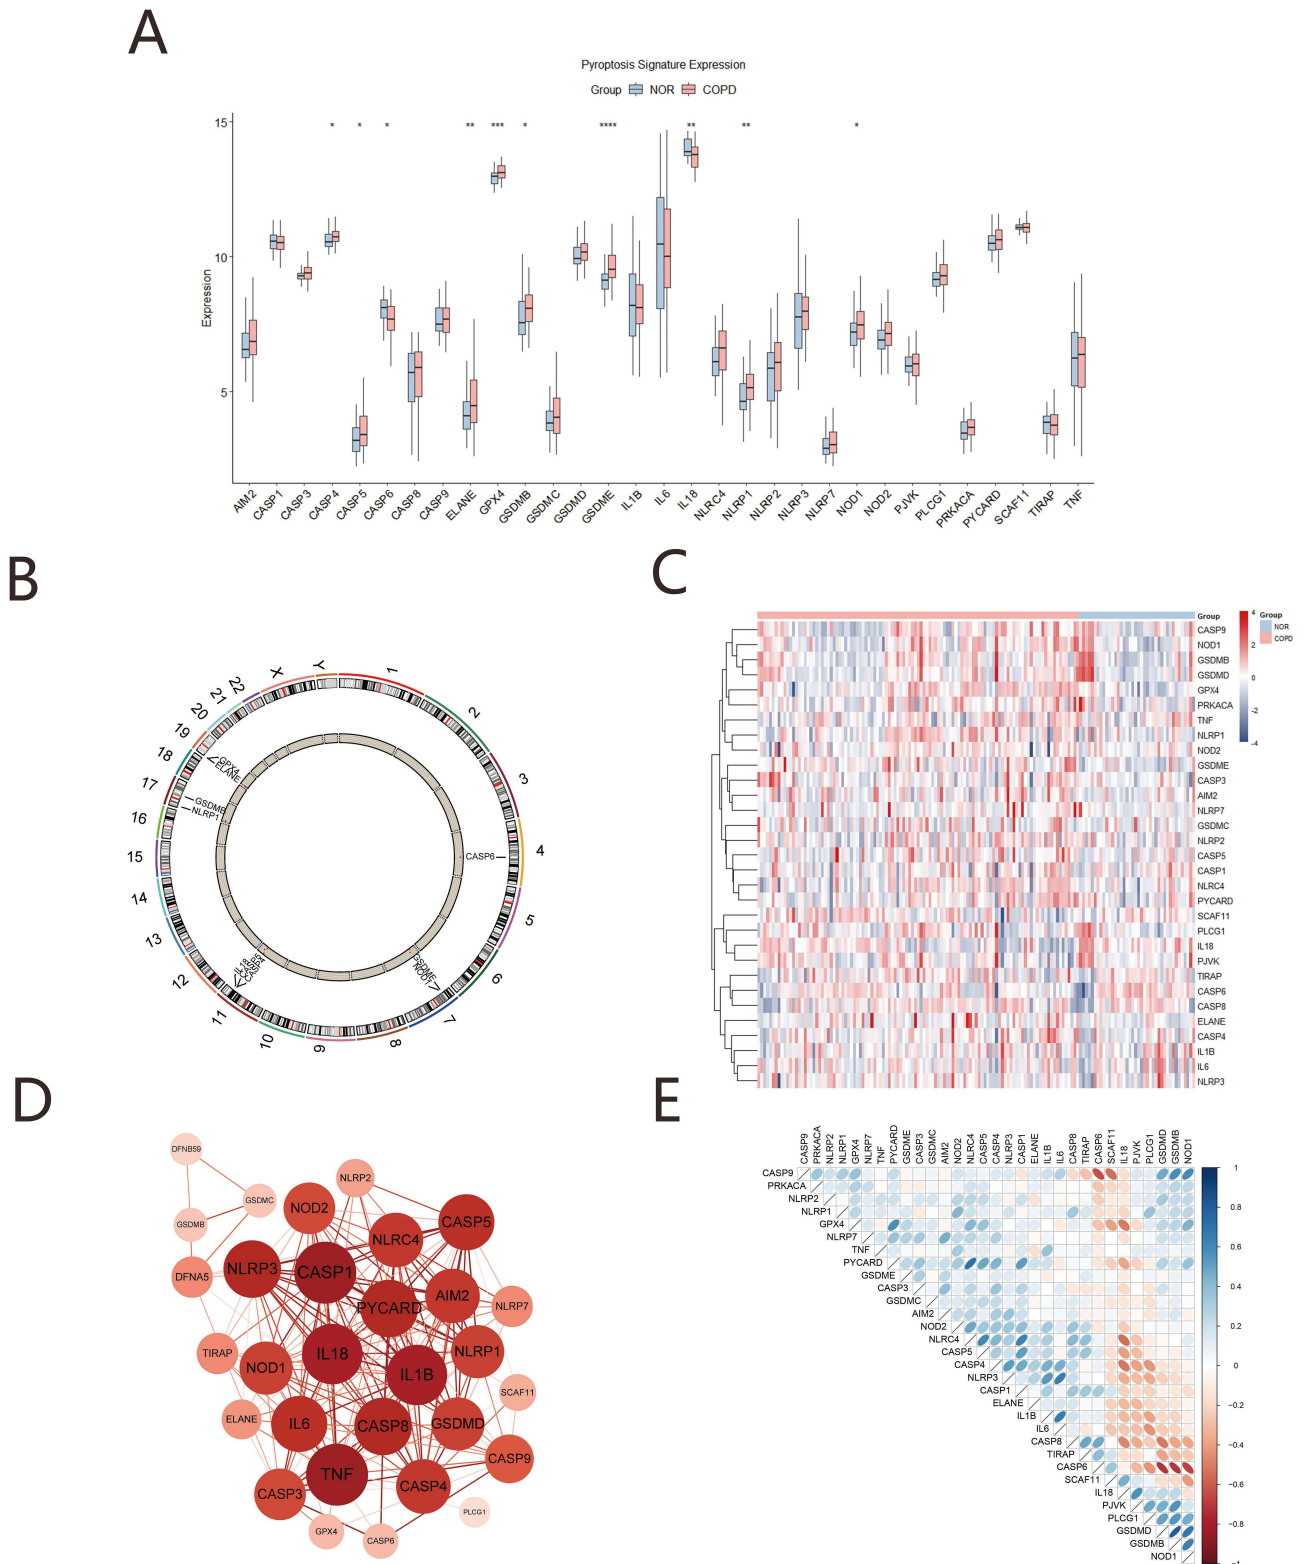 A
Pyroptosis Signature Expression
Group NOR COPD
* * * ** *** * **** ** ** *
15
10
5
Expression
AIM2 CASP1 CASP3 CASP4 CASP5 CASP6 CASP8 CASP9 ELANE GPX4 GSDMB GSDMC GSDMD GSDME IL1B IL6 IL18 NLRC4 NLRP1 NLRP2 NLRP3 NLRP7 NOD1 NOD2 PJVK PLCG1 PRKACA PYCARD SCAF11 TIRAP TNF
B
1
2
3
4
5
6
7
8
9
10
11
12
13
14
15
16
17
18
19
20
21
22
X
Y
GPX4
ELANE
GSDMB
NLRP1
CASP6
IL18
CASP5
CASP4
GSDME
NOD1
C
Group
CASP9
NOD1
GSDMB
GSDMD
GPX4
PRKACA
TNF
NLRP1
NOD2
GSDME
CASP3
AIM2
NLRP7
GSDMC
NLRP2
CASP5
CASP1
NLRC4
PYCARD
SCAF11
PLCG1
IL18
PJVK
TIRAP
CASP6
CASP8
ELANE
CASP4
IL1B
IL6
NLRP3
4
2
0
-2
-4
Group
NOR
COPD
D
DFNB59
GSDMC
GSDMB
DFNA5
NLRP2
NOD2
CASP5
NLRC4
NLRP3
CASP1
PYCARD
AIM2
NLRP7
TIRAP
NOD1
IL18
IL1B
NLRP1
SCAF11
ELANE
IL6
CASP8
GSDMD
CASP9
TNF
CASP3
CASP4
PLCG1
GPX4
CASP6
E
CASP9 PRKACA NLRP2 NLRP1 GPX4 NLRP7 TNF PYCARD GSDME CASP3 GSDMC AIM2 NOD2 NLRC4 CASP5 CASP4 NLRP3 CASP1 ELANE IL1B IL6 CASP8 TIRAP CASP6 SCAF11 IL18 PJVK PLCG1 GSDMD GSDMB NOD1
CASP9
PRKACA
NLRP2
NLRP1
GPX4
NLRP7
TNF
PYCARD
GSDME
CASP3
GSDMC
AIM2
NOD2
NLRC4
CASP5
CASP4
NLRP3
CASP1
ELANE
IL1B
IL6
CASP8
TIRAP
CASP6
SCAF11
IL18
PJVK
PLCG1
GSDMD
GSDMB
NOD1
1
0.8
0.6
0.4
0.2
0
-0.2
-0.4
-0.6
-0.8
-1